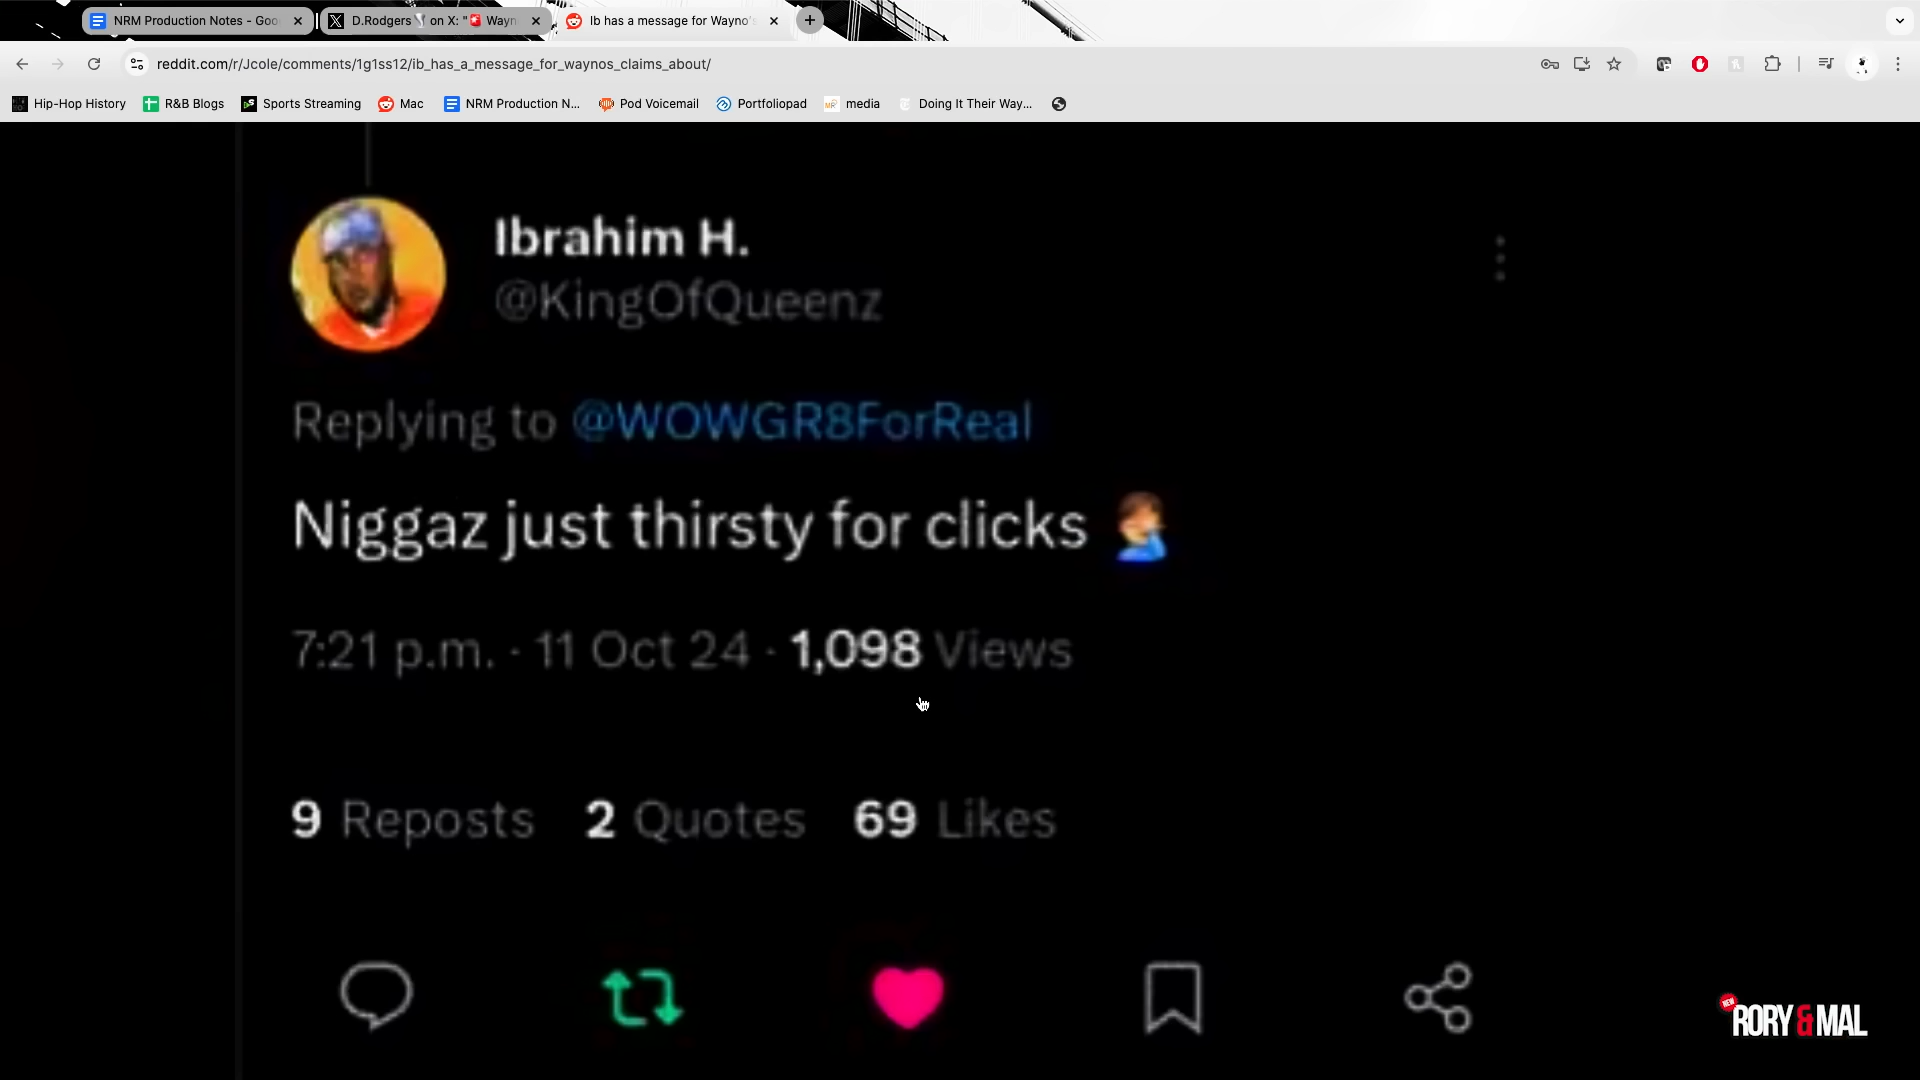 NRM Production Notes - Goo
D.Rodgers on X: "🚨 Wayn
Ib has a message for Wayno's
reddit.com/r/Jcole/comments/1g1ss12/ib_has_a_message_for_waynos_claims_about/
Hip-Hop History R&B Blogs Sports Streaming Mac NRM Production N... Pod Voicemail Portfoliopad media Doing It Their Way...
Ibrahim H.
@KingOfQueenz
Replying to @WOWGR8ForReal
Niggaz just thirsty for clicks 🤦🏽‍♂️
7:21 p.m. · 11 Oct 24 · 1,098 Views
9 Reposts 2 Quotes 69 Likes
NEW
RORY & MAL